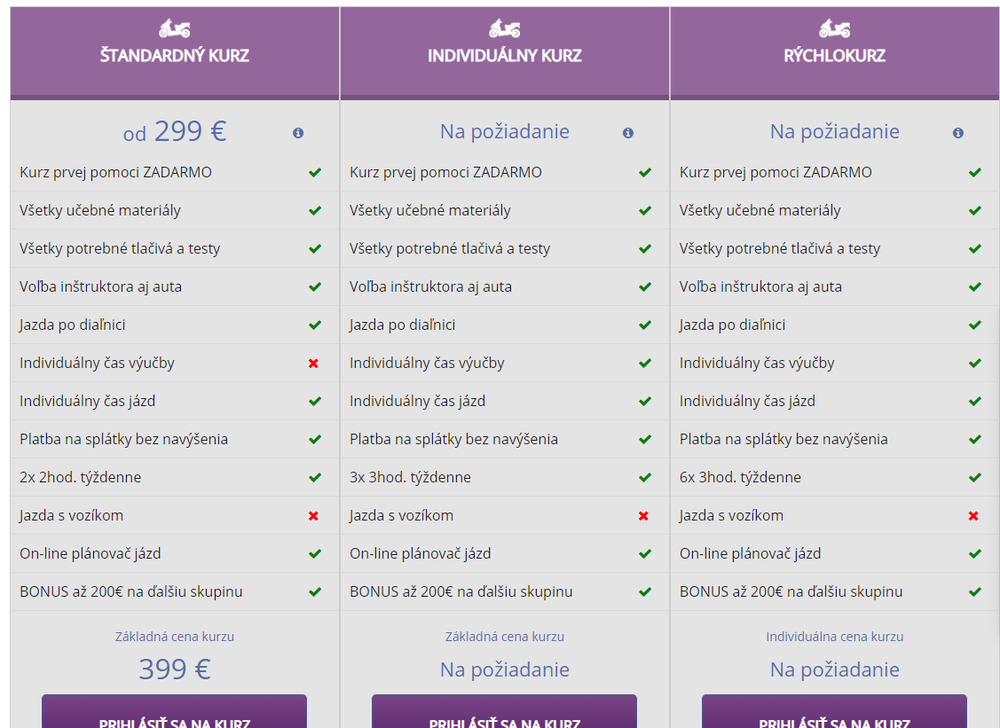 ŠTANDARDNÝ KURZ
od 299 €
Kurz prvej pomoci ZADARMO
Všetky učebné materiály
Všetky potrebné tlačivá a testy
Voľba inštruktora aj auta
Jazda po diaľnici
Individuálny čas výučby
Individuálny čas jázd
Platba na splátky bez navýšenia
2x 2hod. týždenne
Jazda s vozíkom
On-line plánovač jázd
BONUS až 200€ na ďalšiu skupinu
Základná cena kurzu
399 €
PRIHLÁSIŤ SA NA KURZ
INDIVIDUÁLNY KURZ
Na požiadanie
Kurz prvej pomoci ZADARMO
Všetky učebné materiály
Všetky potrebné tlačivá a testy
Voľba inštruktora aj auta
Jazda po diaľnici
Individuálny čas výučby
Individuálny čas jázd
Platba na splátky bez navýšenia
3x 3hod. týždenne
Jazda s vozíkom
On-line plánovač jázd
BONUS až 200€ na ďalšiu skupinu
Základná cena kurzu
Na požiadanie
PRIHLÁSIŤ SA NA KURZ
RÝCHLOKURZ
Na požiadanie
Kurz prvej pomoci ZADARMO
Všetky učebné materiály
Všetky potrebné tlačivá a testy
Voľba inštruktora aj auta
Jazda po diaľnici
Individuálny čas výučby
Individuálny čas jázd
Platba na splátky bez navýšenia
6x 3hod. týždenne
Jazda s vozíkom
On-line plánovač jázd
BONUS až 200€ na ďalšiu skupinu
Individuálna cena kurzu
Na požiadanie
PRIHLÁSIŤ SA NA KURZ